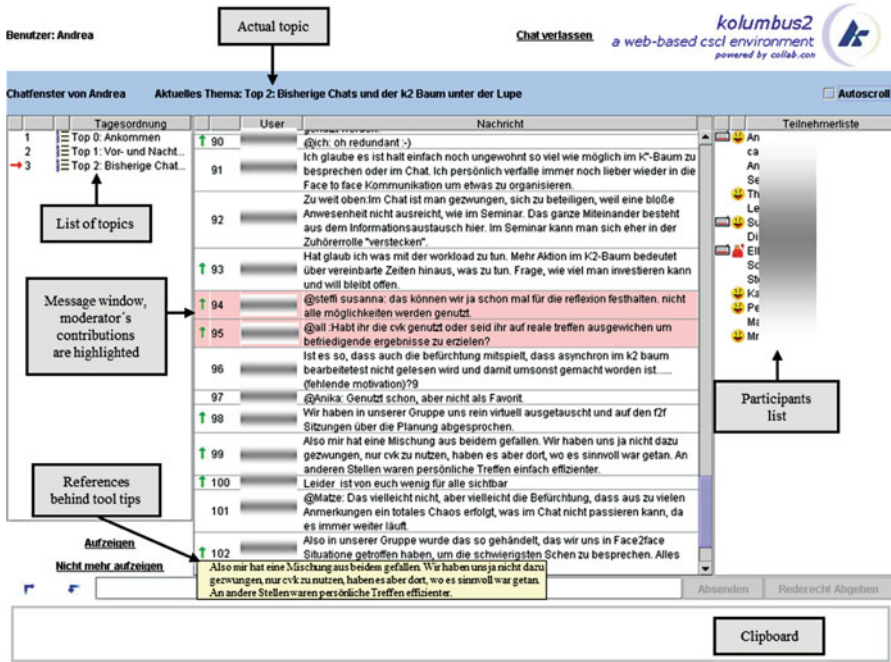 Actual topic
Benutzer: Andrea
Chat verlassen
kolumbus2
a web-based cscl environment
powered by collab.con
Chatfenster von Andrea
Aktuelles Thema: Top 2: Bisherige Chats und der k2 Baum unter der Lupe
Autoscroll
Tagesordnung
User
Nachricht
Teilnehmerliste
1 Top 0: Ankommen
2 Top 1: Vor- und Nacht...
3 Top 2: Bisherige Chat...
List of topics
Message window,
moderator´s
contributions
are highlighted
References
behind tool tips
Aufzeigen
Nicht mehr aufzeigen
90 @ich: oh redundant :-)
Ich glaube es ist halt einfach noch ungewohnt so viel wie möglich im K"-Baum zu
91 besprechen oder im Chat. Ich persönlich verfalle immer noch lieber wieder in die
Face to face Kommunikation um etwas zu organisieren.
Zu weit oben:Im Chat ist man gezwungen, sich zu beteiligen, weil eine bloße
92 Anwesenheit nicht ausreicht, wie im Seminar. Das ganze Miteinander besteht
aus dem Informationsaustausch hier. Im Seminar kann man sich eher in der
Zuhörerrolle "verstecken".
Hat glaub ich was mit der workload zu tun. Mehr Aktion im K2-Baum bedeutet
93 über vereinbarte Zeiten hinaus, was zu tun. Frage, wie viel man investieren kann
und will bleibt offen.
94 @steffi susanna: das können wir ja schon mal für die reflexion festhalten. nicht
alle möglichkeiten werden genutzt.
95 @all :Habt ihr die cvk genutzt oder seid ihr auf reale treffen ausgewichen um
befriedigende ergebnisse zu erzielen?
Ist es so, dass auch die befürchtung mitspielt, dass asynchron im k2 baum
96 bearbeitetest nicht gelesen wird und damit umsonst gemacht worden ist......
(fehlende motivation)?9
97 @Anika: Genutzt schon, aber nicht als Favorit.
98 Wir haben in unserer Gruppe uns rein virtuell ausgetauscht und auf den f2f
Sitzungen über die Planung abgesprochen.
Also mir hat eine Mischung aus beidem gefallen. Wir haben uns ja nicht dazu
99 gezwungen, nur cvk zu nutzen, haben es aber dort, wo es sinnvoll war getan. An
anderen Stellen waren persönliche Treffen einfach effizienter.
100 Leider ist von euch wenig für alle sichtbar
@Matze: Das vielleicht nicht, aber vielleicht die Befürchtung, dass aus zu vielen
101 Anmerkungen ein totales Chaos erfolgt, was im Chat nicht passieren kann, da
es immer weiter läuft.
Also in unserer Gruppe wurde das so gehändelt, das wir uns in Face2face
102 Situatione getroffen haben, um die schwierigsten Schen zu besprechen. Alles
Also mir hat eine Mischung aus beidem gefallen. Wir haben uns ja nicht dazu
gezwungen, nur cvk zu nutzen, haben es aber dort, wo es sinnvoll war getan.
An andere Stellen waren persönliche Treffen effizienter.
An
ca
An
Se
Th
Le
Su
Di
Ell
Sc
Ste
Ka
Pe
Ma
Mr
Participants
list
Absenden
Rederecht Abgeben
Clipboard